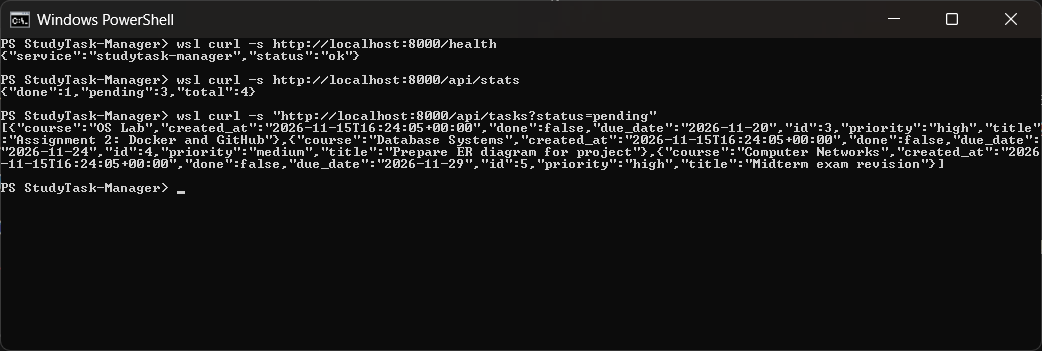 Windows PowerShell
PS StudyTask-Manager> wsl curl -s http://localhost:8000/health
{"service":"studytask-manager","status":"ok"}
PS StudyTask-Manager> wsl curl -s http://localhost:8000/api/stats
{"done":1,"pending":3,"total":4}
PS StudyTask-Manager> wsl curl -s "http://localhost:8000/api/tasks?status=pending"
[{"course":"OS Lab","created_at":"2026-11-15T16:24:05+00:00","done":false,"due_date":"2026-11-20","id":3,"priority":"high","title"
:"Assignment 2: Docker and GitHub"},{"course":"Database Systems","created_at":"2026-11-15T16:24:05+00:00","done":false,"due_date":
"2026-11-24","id":4,"priority":"medium","title":"Prepare ER diagram for project"},{"course":"Computer Networks","created_at":"2026
-11-15T16:24:05+00:00","done":false,"due_date":"2026-11-29","id":5,"priority":"high","title":"Midterm exam revision"}]
PS StudyTask-Manager>